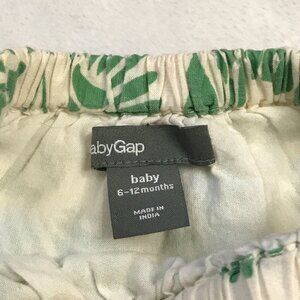 abyGap
baby
6-12 months
MADE IN
INDIA